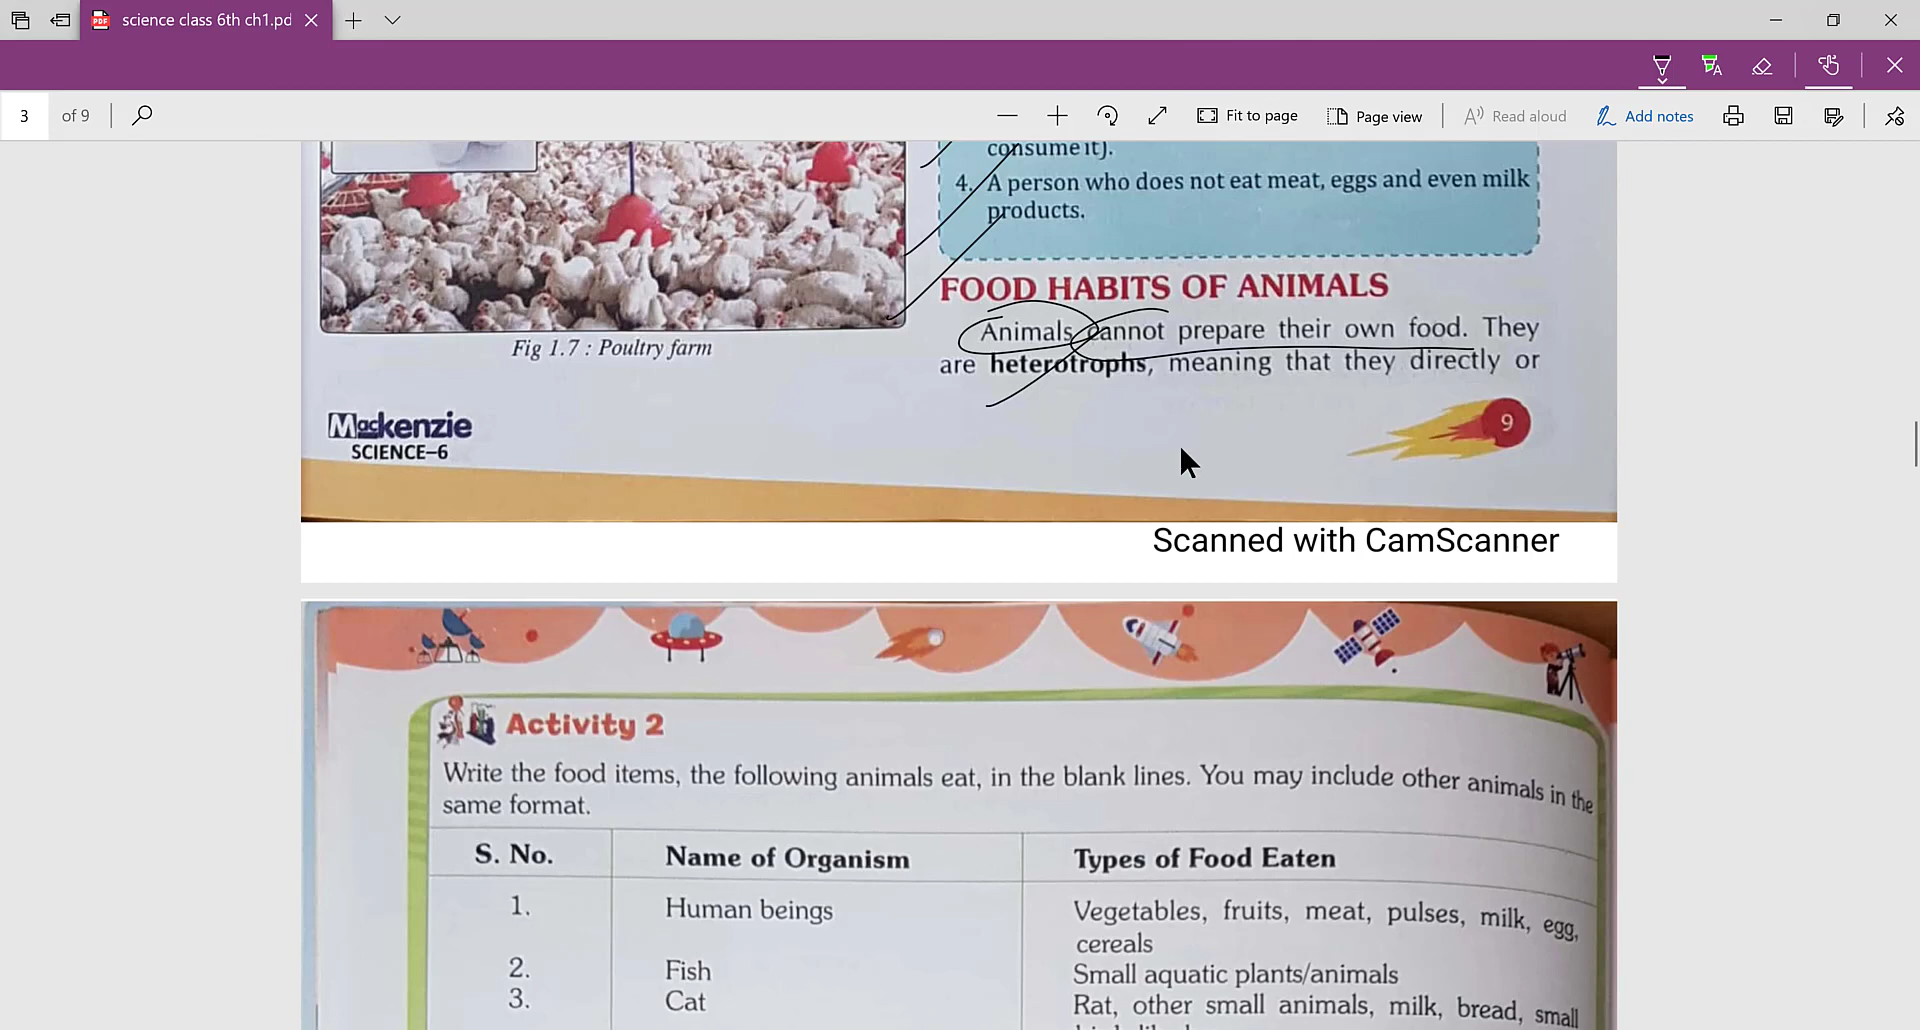 science class 6th ch1.pd
3 of 9
Fit to page
Page view
Read aloud
Add notes
consume it).
4. A person who does not eat meat, eggs and even milk
products.
FOOD HABITS OF ANIMALS
Animals cannot prepare their own food. They
are heterotrophs, meaning that they directly or
Fig 1.7 : Poultry farm
Mackenzie
SCIENCE–6
9
Scanned with CamScanner
Activity 2
Write the food items, the following animals eat, in the blank lines. You may include other animals in the
same format.
S. No. Name of Organism Types of Food Eaten
1. Human beings Vegetables, fruits, meat, pulses, milk, egg,
cereals
2. Fish Small aquatic plants/animals
3. Cat Rat, other small animals, milk, bread, small